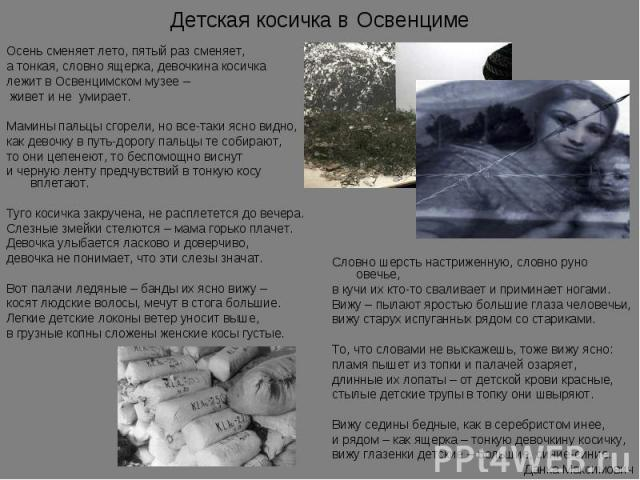 Детская косичка в Освенциме
Осень сменяет лето, пятый раз сменяет,
а тонкая, словно ящерка, девочкина косичка
лежит в Освенцимском музее –
живет и не умирает.
Мамины пальцы сгорели, но все-таки ясно видно,
как девочку в путь-дорогу пальцы те собирают,
то они цепенеют, то беспомощно виснут
и черную ленту предчувствий в тонкую косу
вплетают.
Туго косичка закручена, не расплетется до вечера.
Слезные змейки стелются – мама горько плачет.
Девочка улыбается ласково и доверчиво,
девочка не понимает, что эти слезы значат.
Вот палачи ледяные – банды их ясно вижу –
косят людские волосы, мечут в стога большие.
Легкие детские локоны ветер уносит выше,
в грузные копны сложены женские косы густые.
Словно шерсть настриженную, словно руно
овечье,
в кучи их кто-то сваливает и приминает ногами.
Вижу – пылают яростью большие глаза человечьи,
вижу старух испуганных рядом со стариками.
То, что словами не выскажешь, тоже вижу ясно:
пламя пышет из топки и палачей озаряет,
длинные их лопаты – от детской крови красные,
стылые детские трупы в топку они швыряют.
Вижу седины бедные, как в серебристом инее,
и рядом – как ящерка – тонкую девочкину косичку,
вижу глазенки детские – большие, синие-синие.
Данка Максимович
PPt4WEB.ru